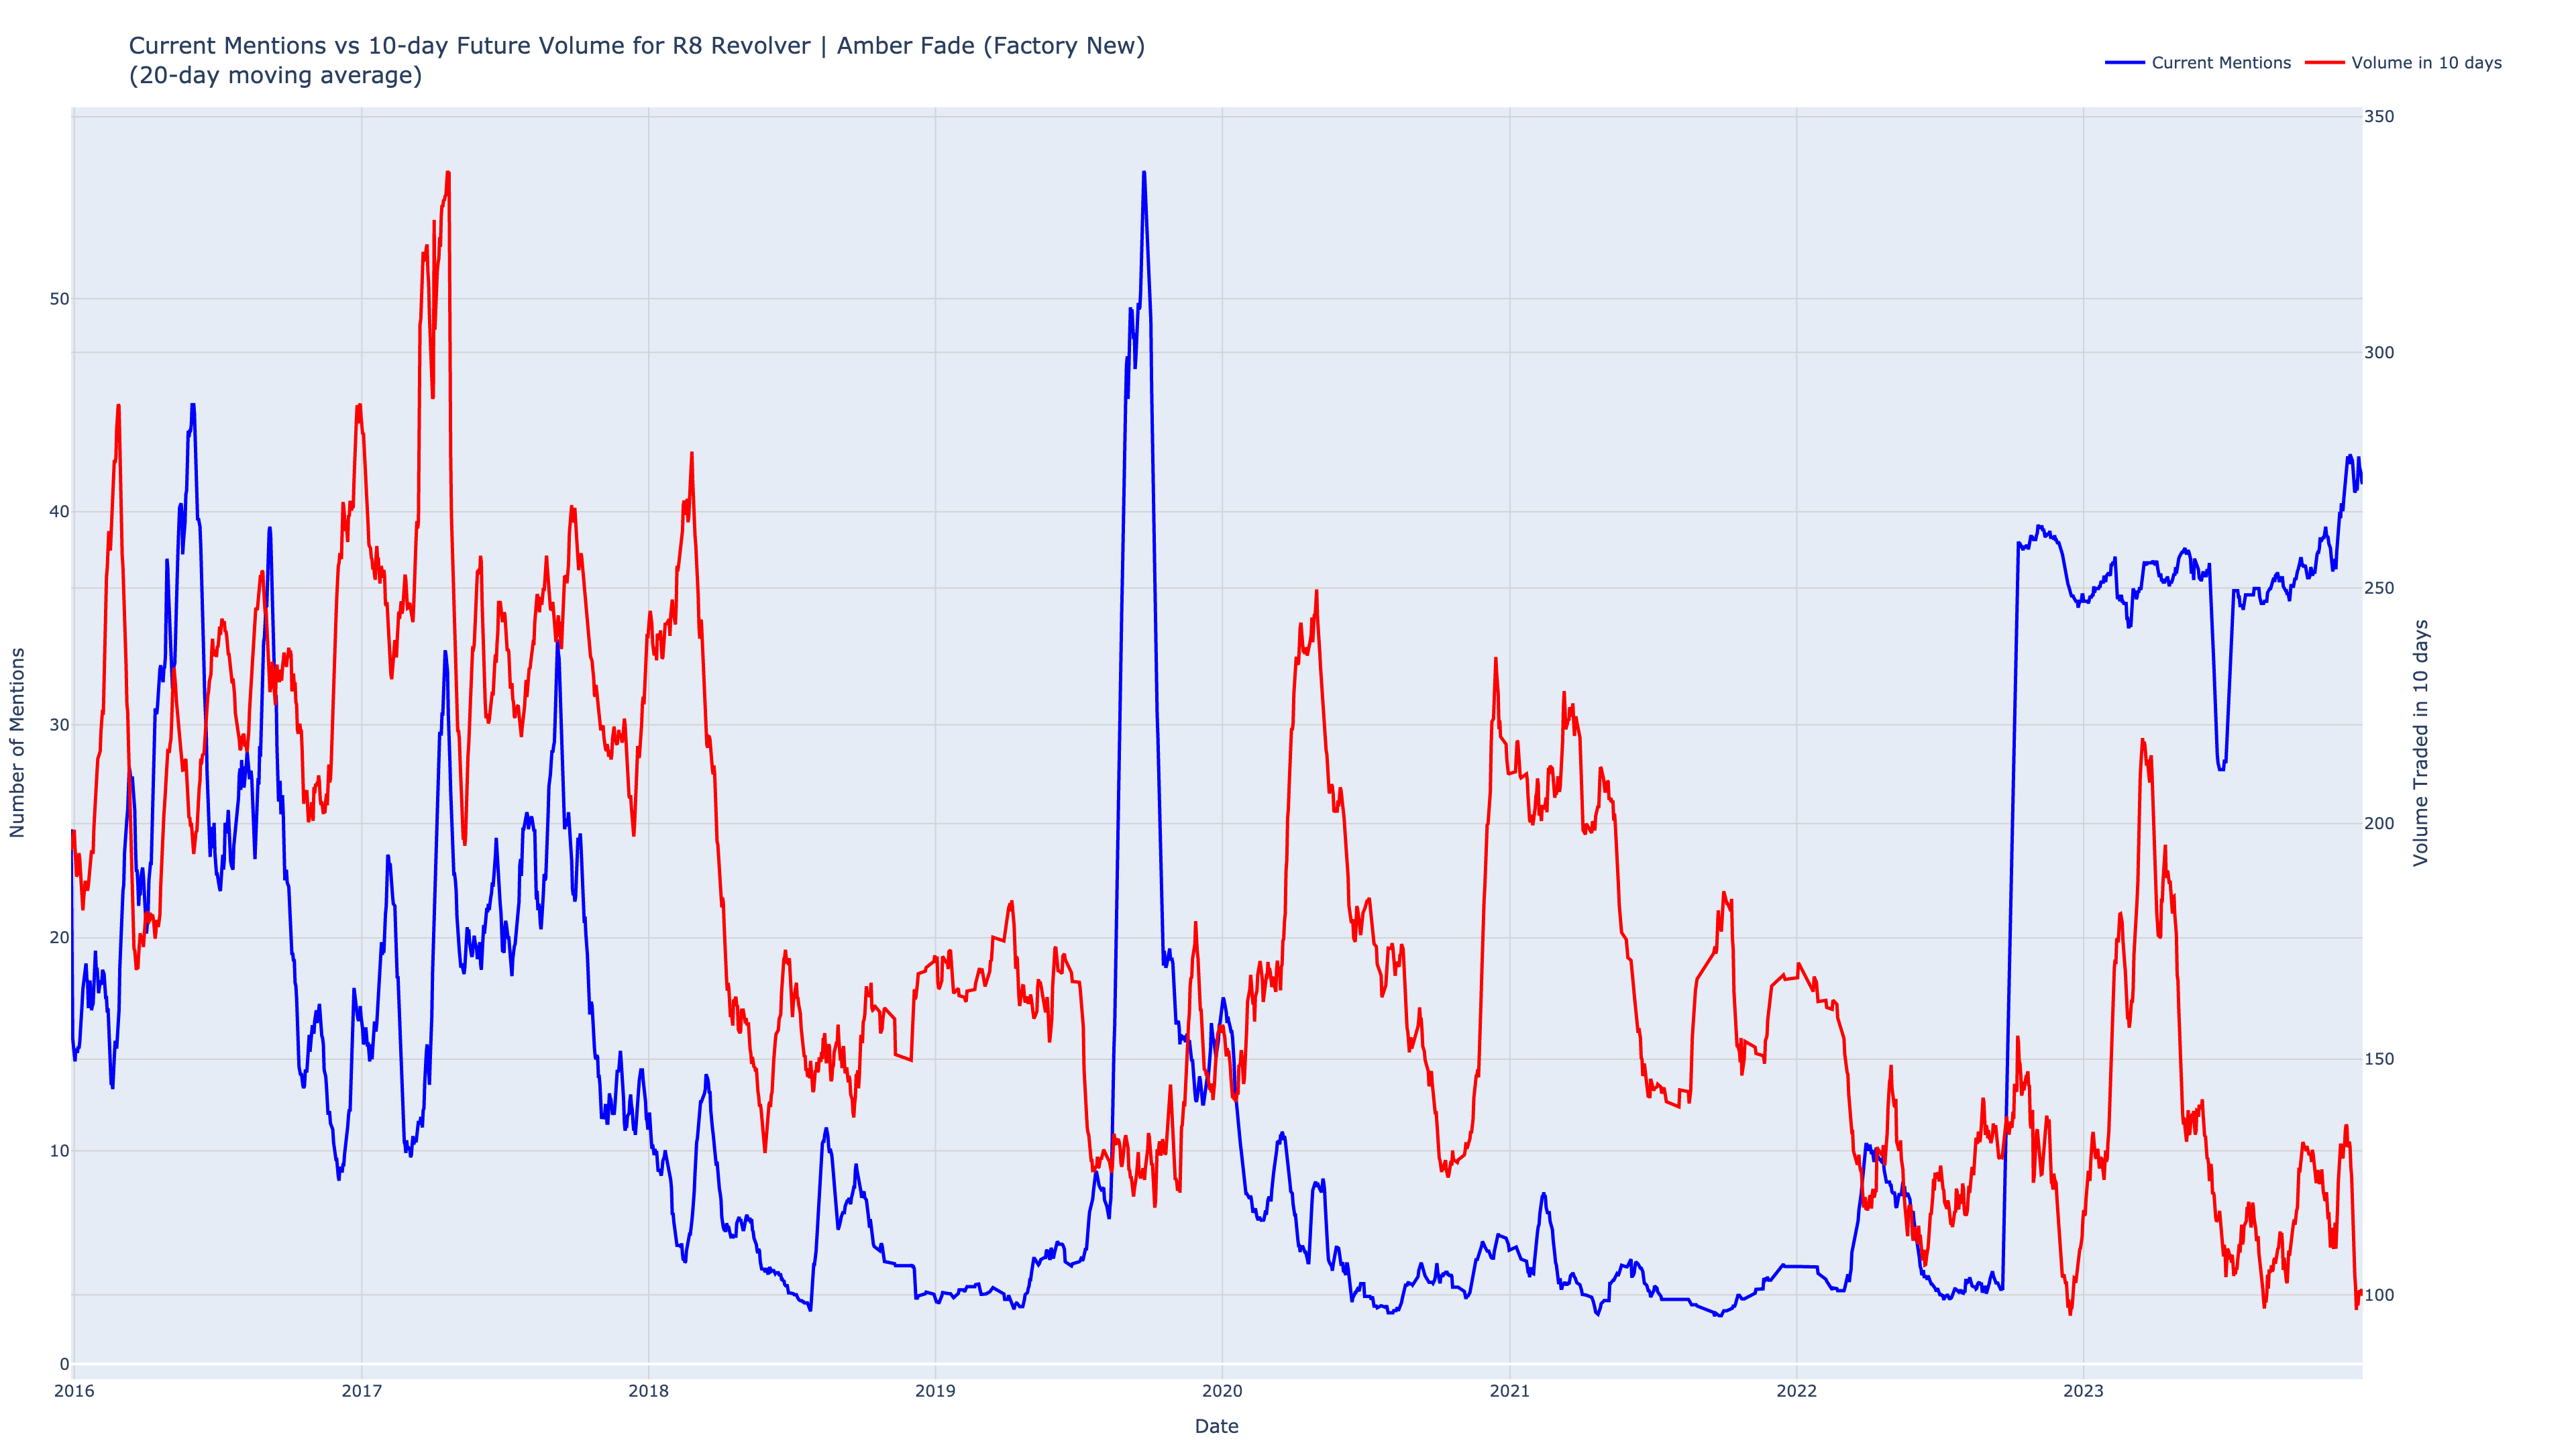 Current Mentions vs 10-day Future Volume for R8 Revolver | Amber Fade (Factory New)
(20-day moving average)
Current Mentions
Volume in 10 days
Number of Mentions
50
40
30
20
10
0
350
300
250
200
150
100
Volume Traded in 10 days
2016
2017
2018
2019
2020
2021
2022
2023
Date